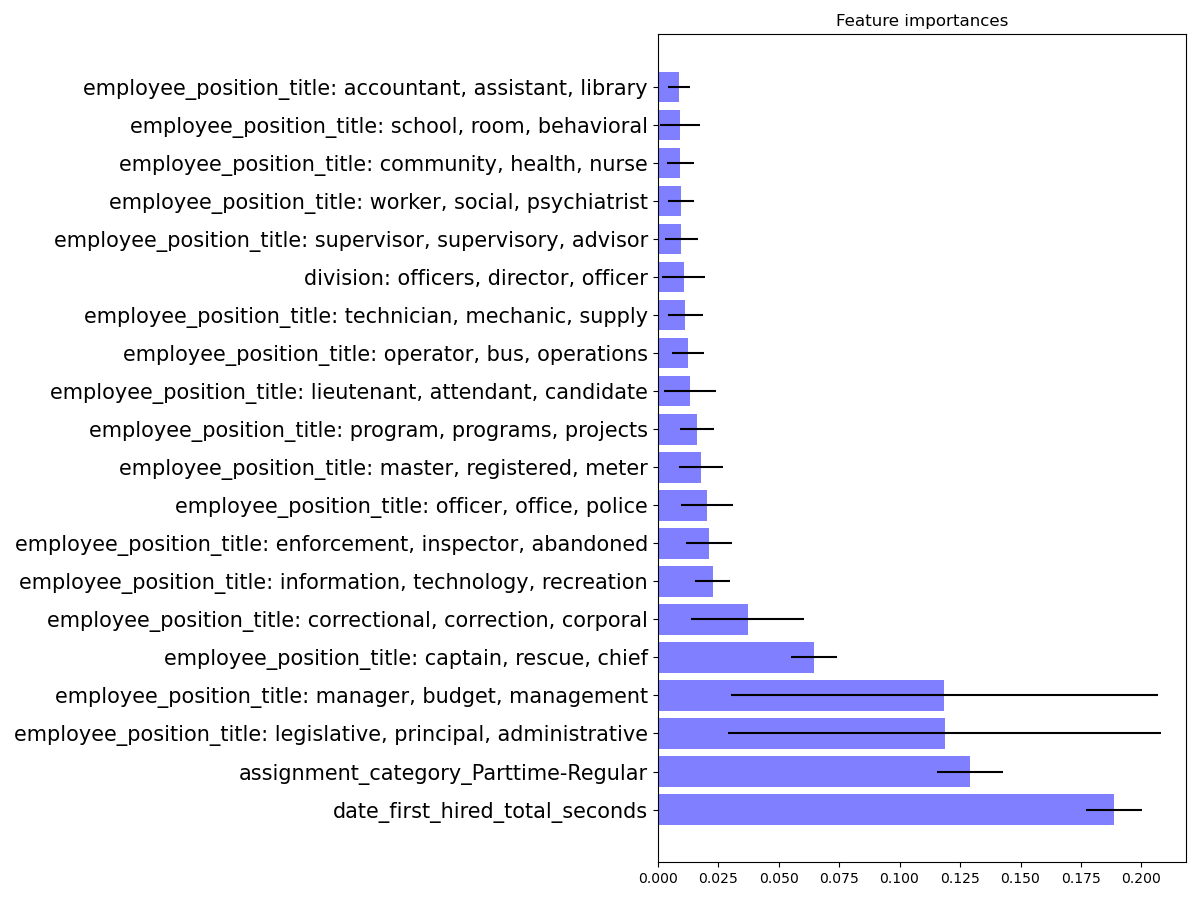 Feature importances
employee_position_title: accountant, assistant, library
employee_position_title: school, room, behavioral
employee_position_title: community, health, nurse
employee_position_title: worker, social, psychiatrist
employee_position_title: supervisor, supervisory, advisor
division: officers, director, officer
employee_position_title: technician, mechanic, supply
employee_position_title: operator, bus, operations
employee_position_title: lieutenant, attendant, candidate
employee_position_title: program, programs, projects
employee_position_title: master, registered, meter
employee_position_title: officer, office, police
employee_position_title: enforcement, inspector, abandoned
employee_position_title: information, technology, recreation
employee_position_title: correctional, correction, corporal
employee_position_title: captain, rescue, chief
employee_position_title: manager, budget, management
employee_position_title: legislative, principal, administrative
assignment_category_Parttime-Regular
date_first_hired_total_seconds
0.000 0.025 0.050 0.075 0.100 0.125 0.150 0.175 0.200